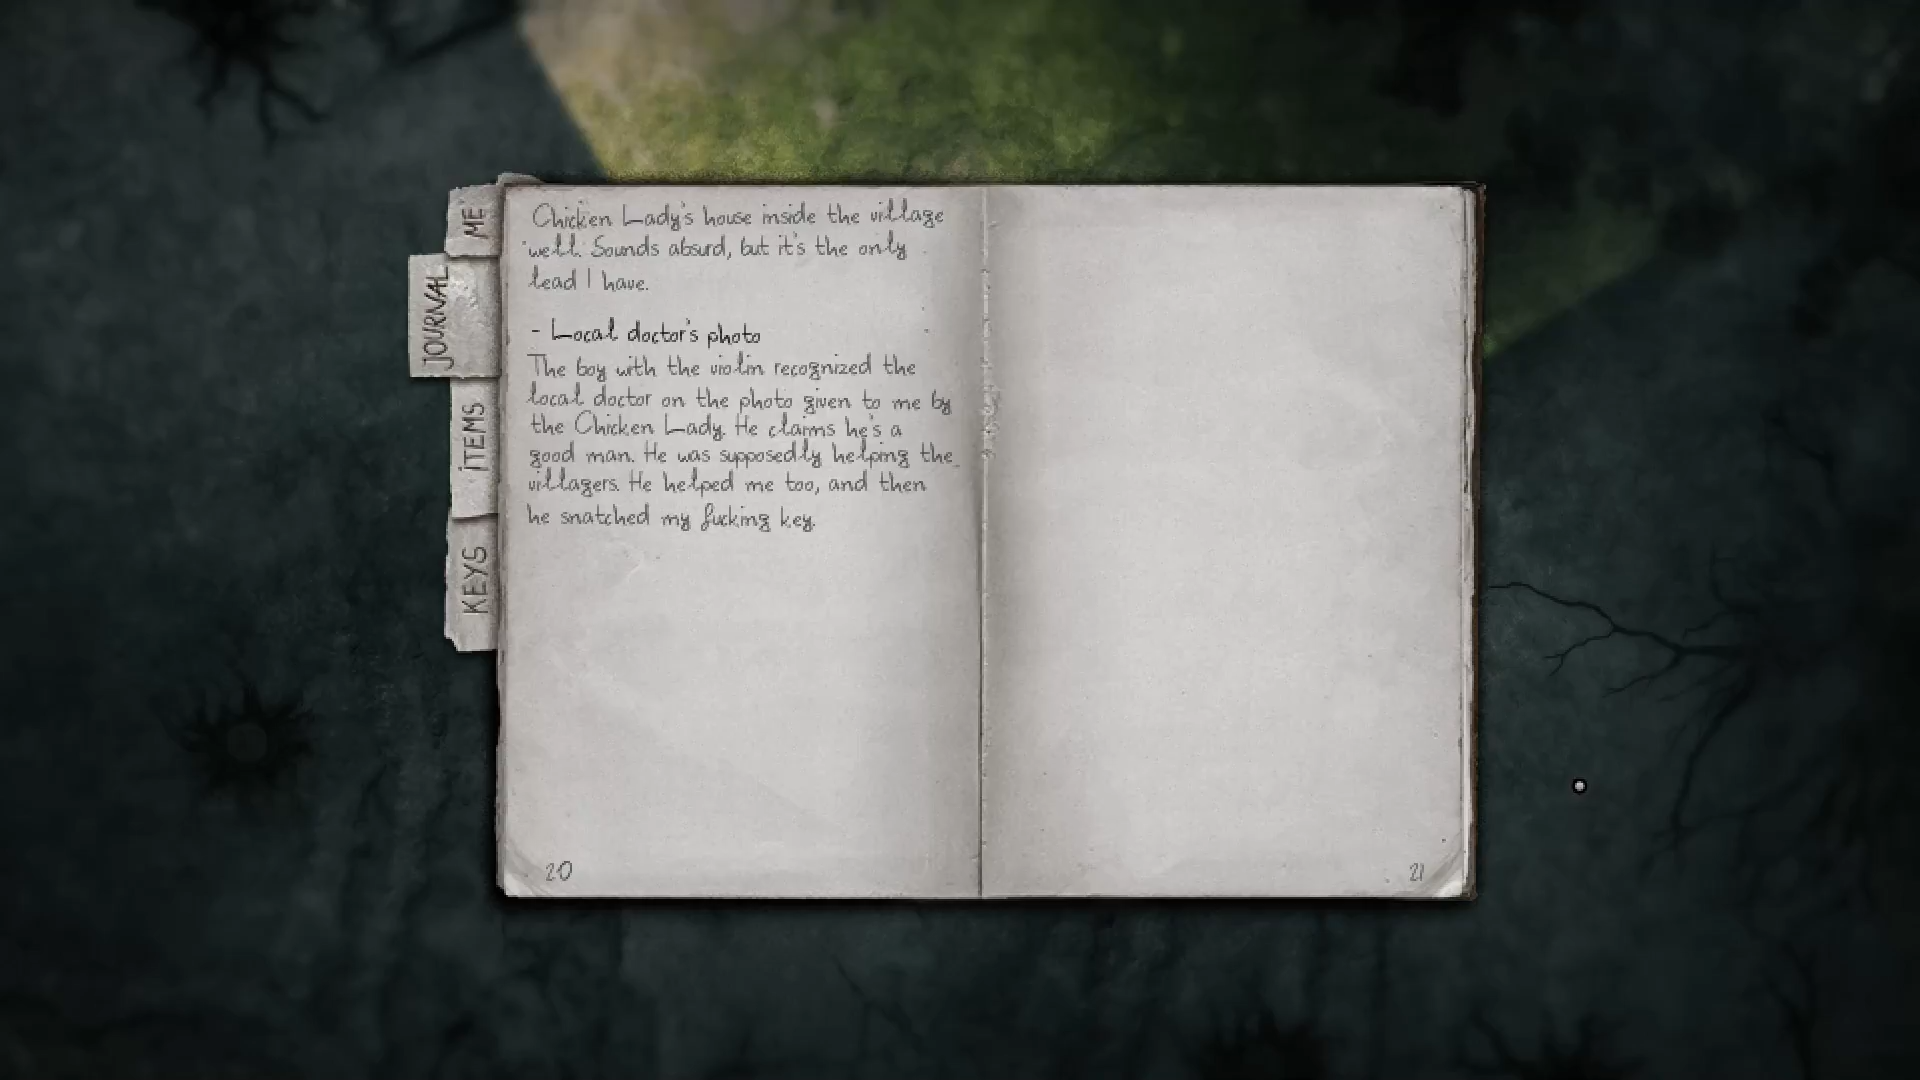 ME
JOURNAL
ITEMS
KEYS
Chicken Lady's house inside the village
well. Sounds absurd, but it's the only
lead I have.
- Local doctor's photo
The boy with the violin recognized the
local doctor on the photo given to me by
the Chicken Lady. He claims he's a
good man. He was supposedly helping the
villagers. He helped me too, and then
he snatched my fucking key.
20
21